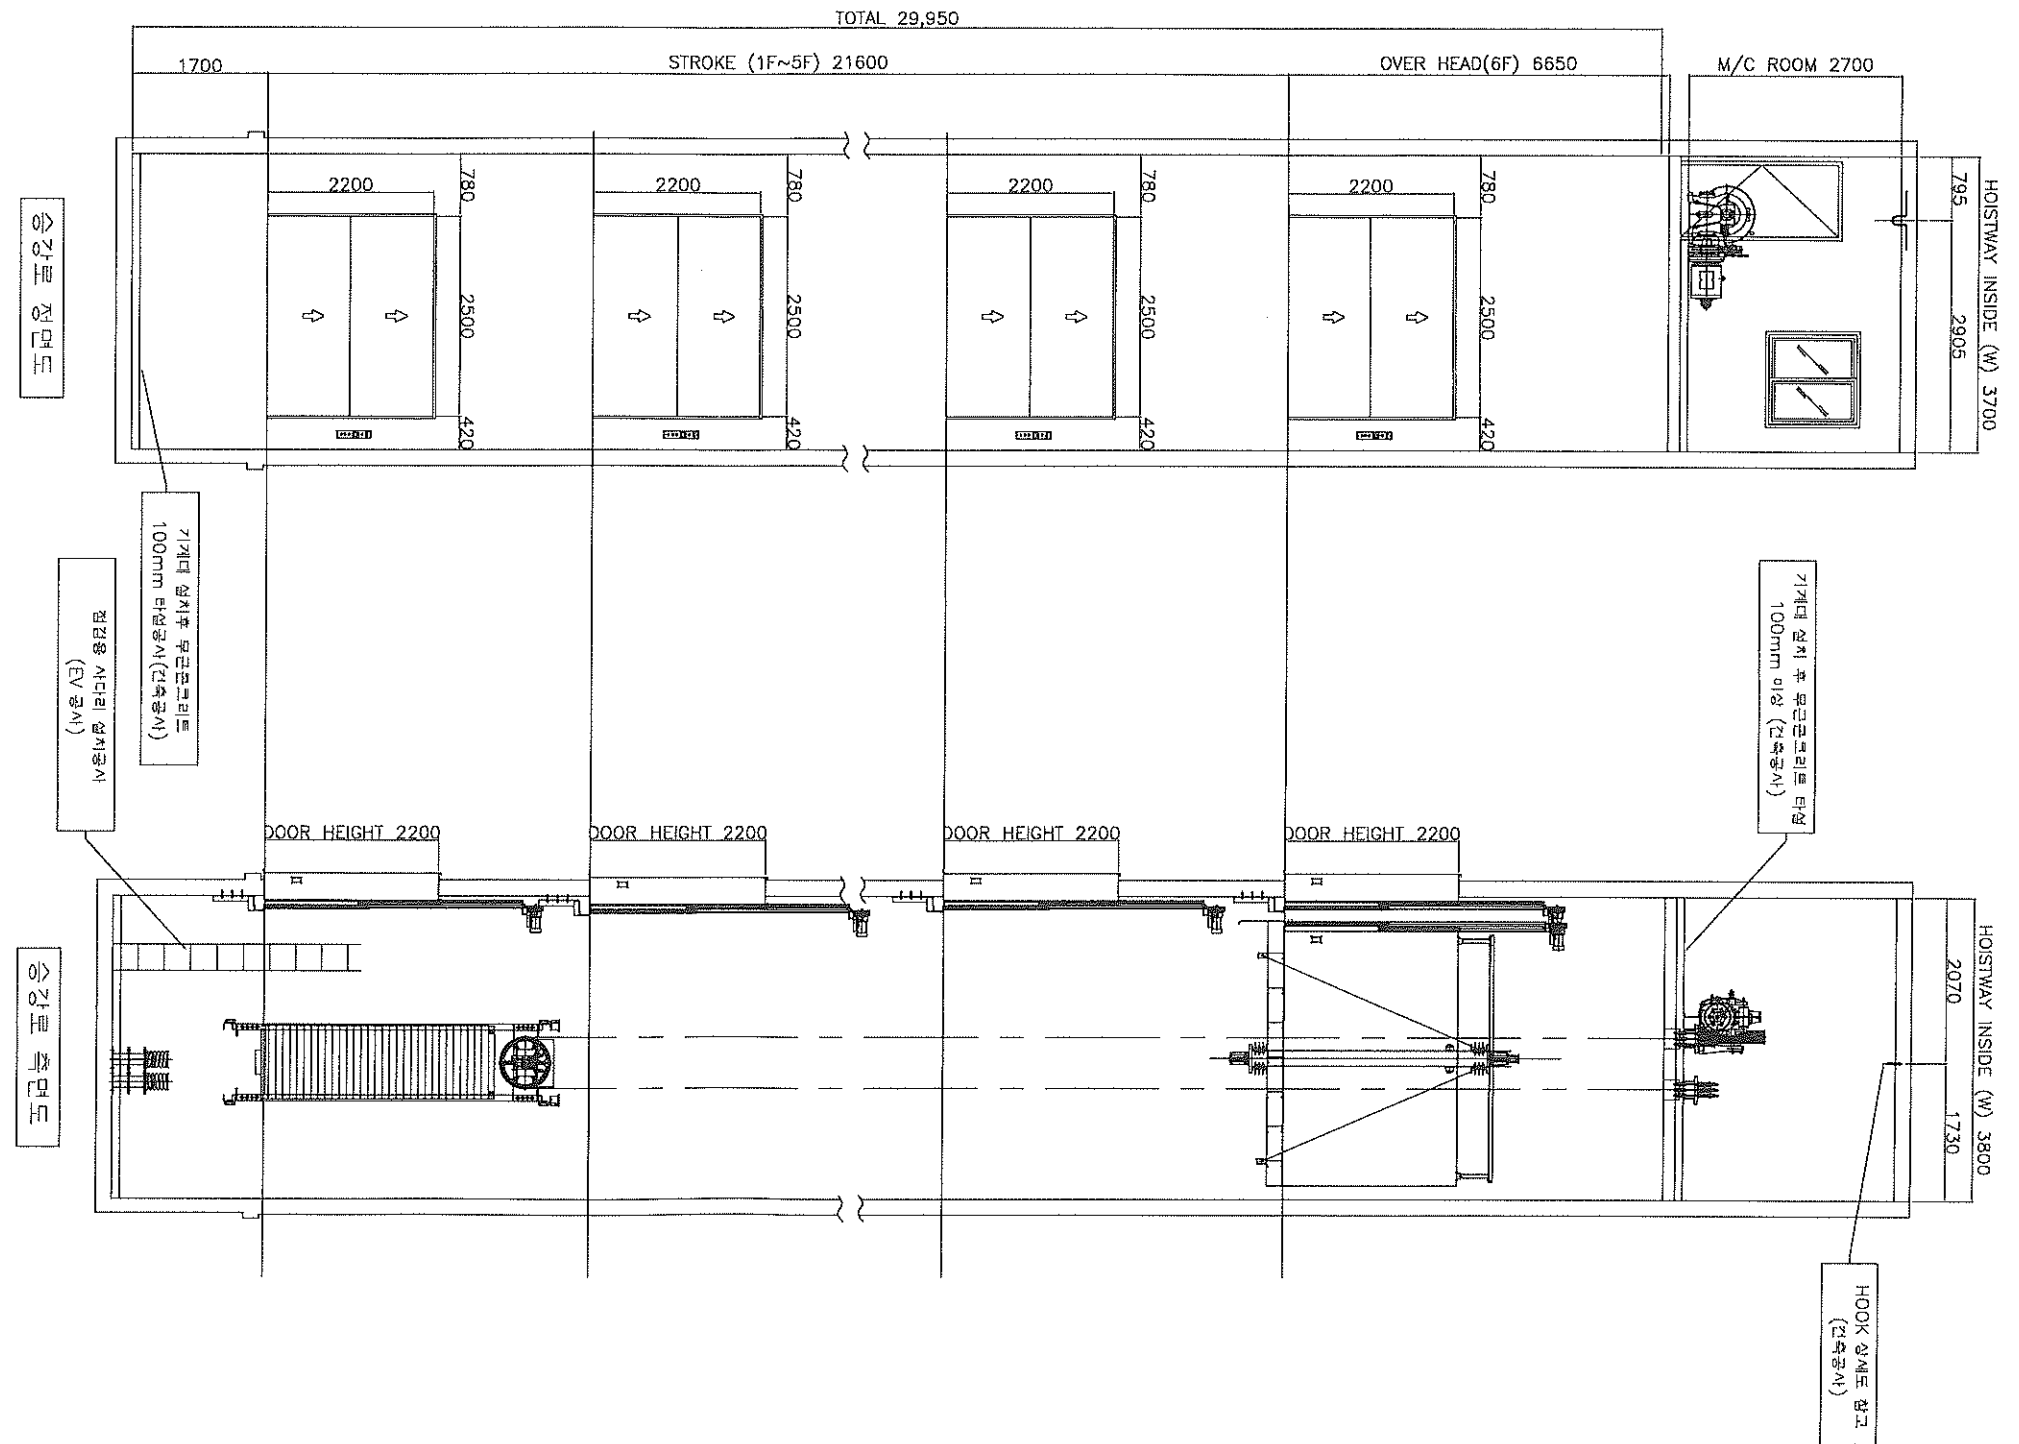 TOTAL 29,950
1700
STROKE (1F~5F) 21600
OVER HEAD(6F) 6650
M/C ROOM 2700
2200
780
2500
420
2200
780
2500
420
2200
780
2500
420
2200
780
2500
420
795
2905
HOISTWAY INSIDE (W) 3700
승강로 정면도
기계대 설치후 무근콘크리트
100mm 타설공사(건축공사)
점검용 사다리 설치공사
(EV 공사)
기계대 설치 후 무근콘크리트 타설
100mm 이상 (건축공사)
DOOR HEIGHT 2200
DOOR HEIGHT 2200
DOOR HEIGHT 2200
DOOR HEIGHT 2200
2070
1730
HOISTWAY INSIDE (W) 3800
승강로 측면도
HOOK 상세도 참고
(건축공사)